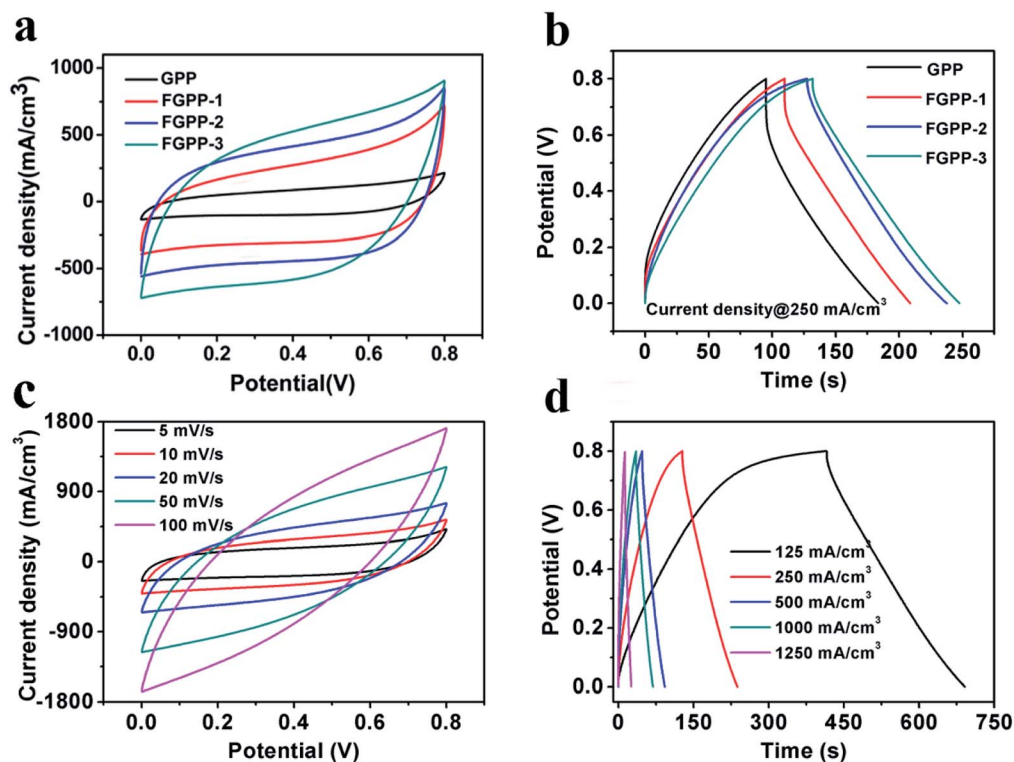 a
Current density(mA/cm3)
1000
500
0
-500
-1000
GPP
FGPP-1
FGPP-2
FGPP-3
0.0 0.2 0.4 0.6 0.8
Potential(V)
b
Potential (V)
0.8
0.6
0.4
0.2
0.0
GPP
FGPP-1
FGPP-2
FGPP-3
Current density@250 mA/cm³
0 50 100 150 200 250
Time (s)
c
Current density (mA/cm³)
1800
900
0
-900
-1800
5 mV/s
10 mV/s
20 mV/s
50 mV/s
100 mV/s
0.0 0.2 0.4 0.6 0.8
Potential (V)
d
Potential (V)
0.8
0.6
0.4
0.2
0.0
125 mA/cm³
250 mA/cm³
500 mA/cm³
1000 mA/cm³
1250 mA/cm³
0 150 300 450 600 750
Time (s)